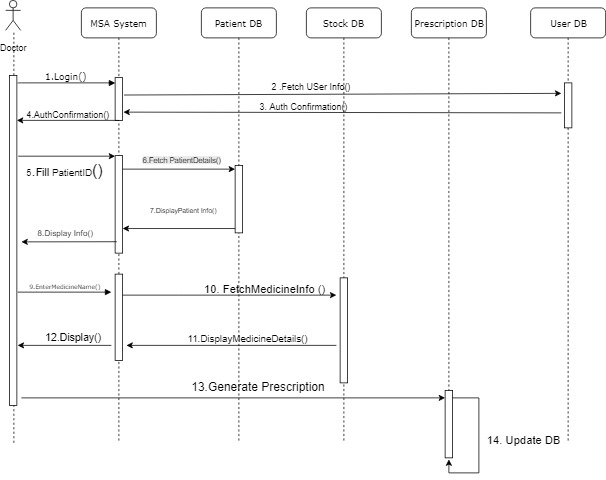 MSA System
Patient DB
Stock DB
Prescription DB
User DB
Doctor
1.Login()
2 .Fetch USer Info()
3. Auth Confirmation()
4.AuthConfirmation()
5.Fill PatientID()
6.Fetch PatientDetails()
7.DisplayPatient Info()
8.Display Info()
9.EnterMedicineName()
10. FetchMedicineInfo ()
11.DisplayMedicineDetails()
12.Display()
13.Generate Prescription
14. Update DB